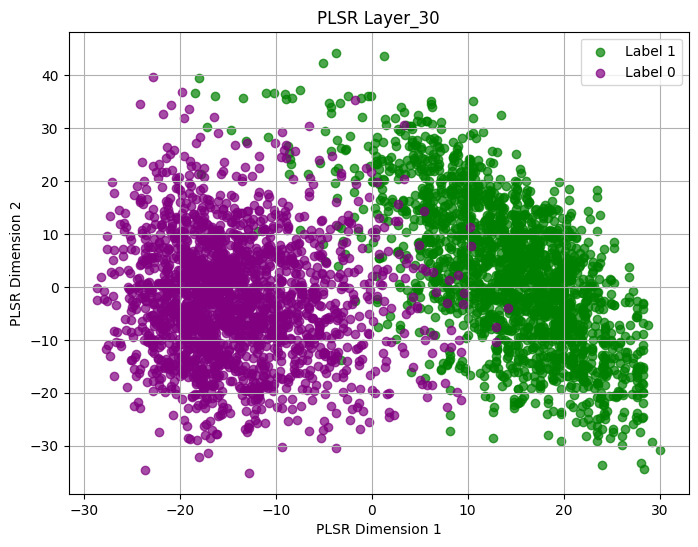 PLSR Layer_30
Label 1
Label 0
PLSR Dimension 2
40
30
20
10
0
−10
−20
−30
−30 −20 −10 0 10 20 30
PLSR Dimension 1